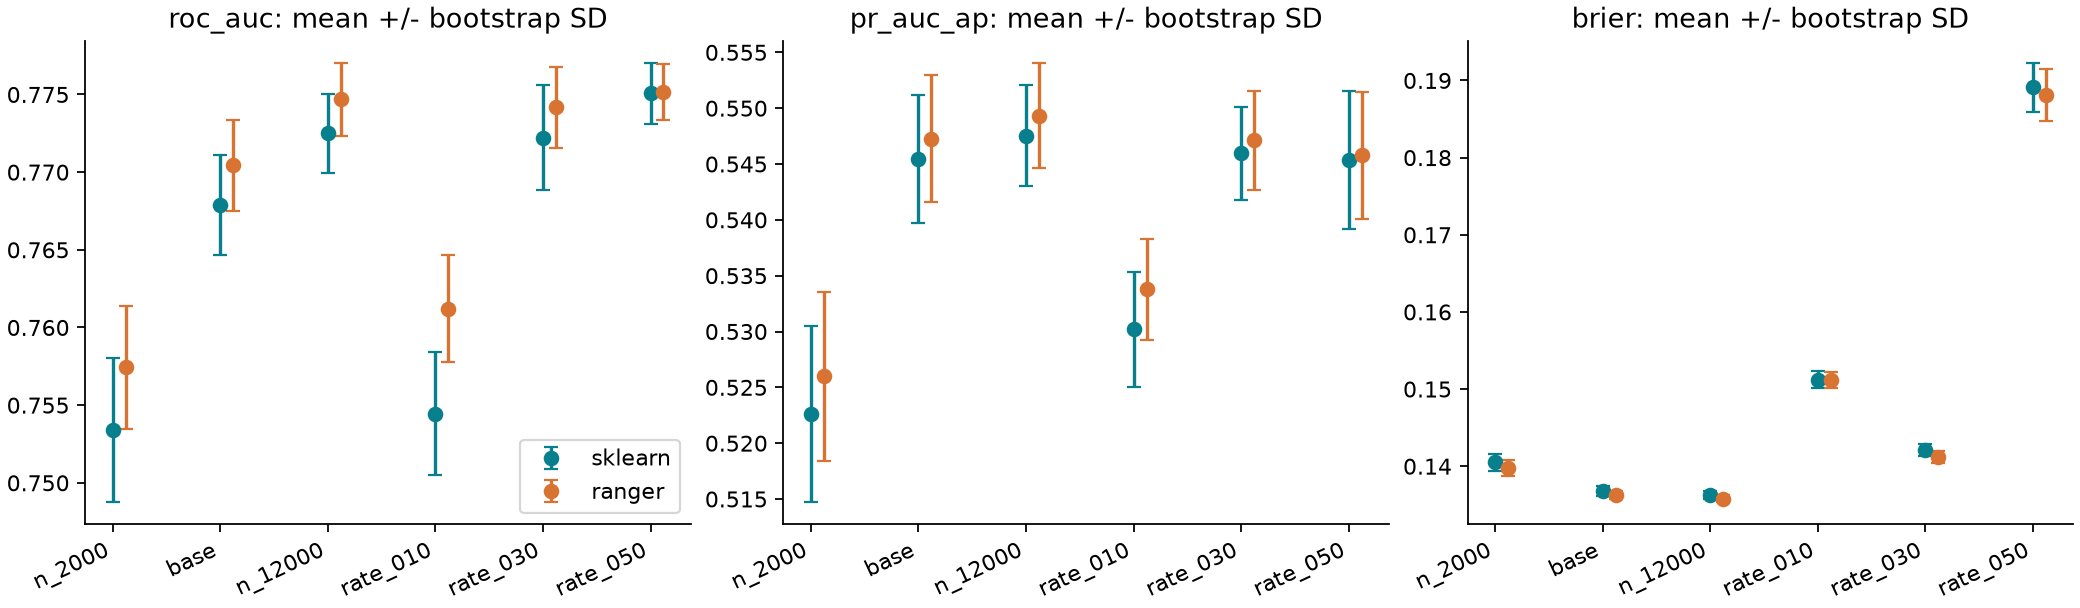 roc_auc: mean +/- bootstrap SD
0.775
0.770
0.765
0.760
0.755
0.750
n_2000
base
n_12000
rate_010
rate_030
rate_050
sklearn
ranger
pr_auc_ap: mean +/- bootstrap SD
0.555
0.550
0.545
0.540
0.535
0.530
0.525
0.520
0.515
n_2000
base
n_12000
rate_010
rate_030
rate_050
brier: mean +/- bootstrap SD
0.19
0.18
0.17
0.16
0.15
0.14
n_2000
base
n_12000
rate_010
rate_030
rate_050